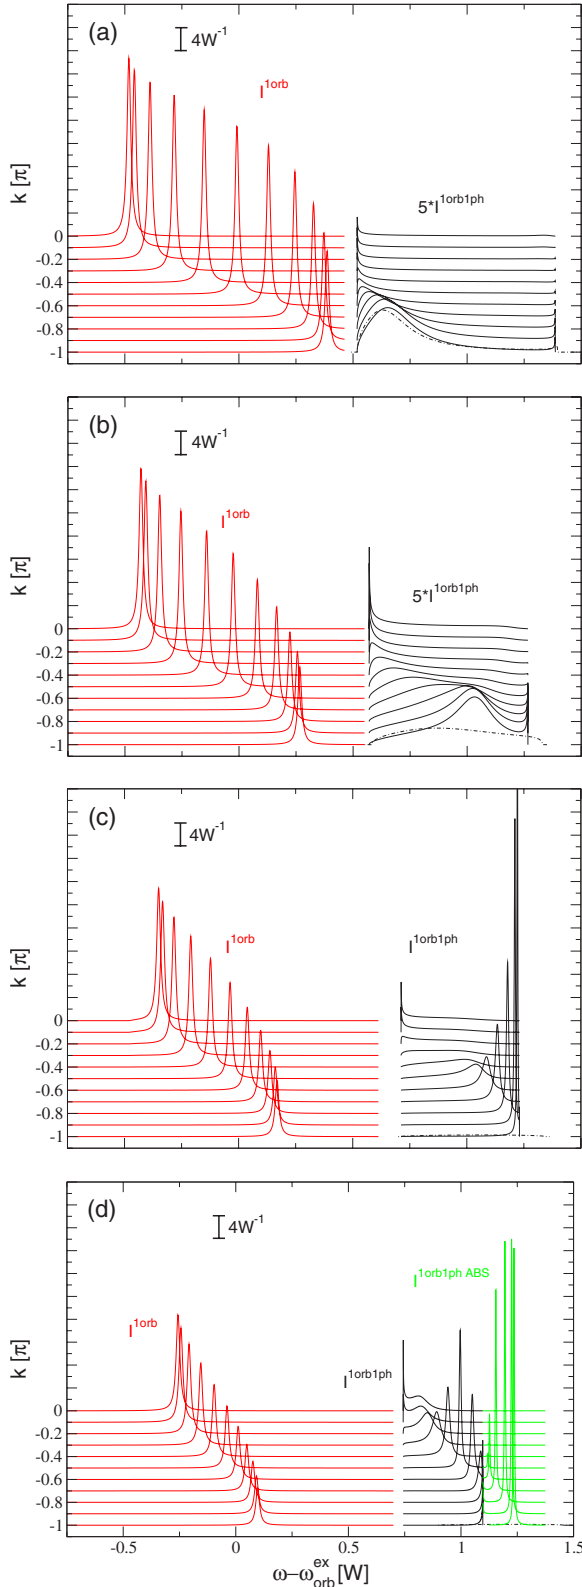 (a)
4W⁻¹
I^1orb
5*I^1orb1ph
k [π]
0
-0.2
-0.4
-0.6
-0.8
-1
(b)
4W⁻¹
I^1orb
5*I^1orb1ph
k [π]
0
-0.2
-0.4
-0.6
-0.8
-1
(c)
4W⁻¹
I^1orb
I^1orb1ph
k [π]
0
-0.2
-0.4
-0.6
-0.8
-1
(d)
4W⁻¹
I^1orb1ph ABS
I^1orb
I^1orb1ph
k [π]
0
-0.2
-0.4
-0.6
-0.8
-1
-0.5 0 0.5 1 1.5
ω−ω_orb^ex [W]